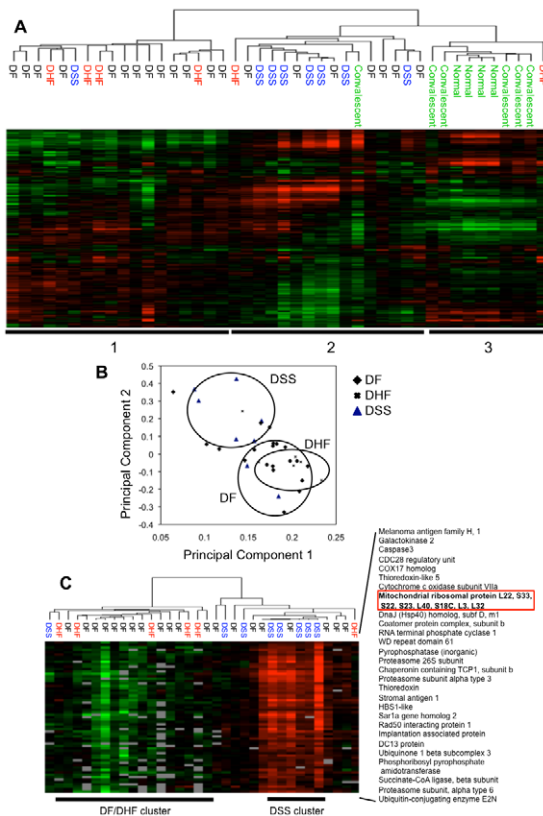 A
DF DF DF DHF DF DSS DHF DHF DF DF DF DF DF DF DF DHF DF DF DHF DF DSS DSS DSS DF DSS DSS DF DSS Convalescent DF DF DF DSS DF Convalescent Convalescent Normal Normal Normal Normal Convalescent Convalescent Convalescent DHF
1 2 3
B
Principal Component 2
0.5
0.4
0.3
0.2
0.1
0
-0.1
-0.2
-0.3
-0.4
DSS
DHF
DF
0.05 0.1 0.15 0.2 0.25
Principal Component 1
DF
DHF
DSS
C
DF/DHF cluster
DSS cluster
Melanoma antigen family H, 1
Galactokinase 2
Caspase3
CDC28 regulatory unit
COX17 homolog
Thioredoxin-like 5
Cytochrome c oxidase subunit VIIa
Mitochondrial ribosomal protein L22, S33,
S22, S23, L40, S18C, L3, L32
DnaJ (Hsp40) homolog, subf D, m1
Coatomer protein complex, subunit b
RNA terminal phosphate cyclase 1
WD repeat domain 61
Pyrophosphatase (inorganic)
Proteasome 26S subunit
Chaperonin containing TCP1, subunit b
Proteasome subunit alpha type 3
Thioredoxin
Stromal antigen 1
HBS1-like
Sar1a gene homolog 2
Rad50 interacting protein 1
Implantation associated protein
DC13 protein
Ubiquinone 1 beta subcomplex 3
Phosphoribosyl pyrophosphate
amidotransferase
Succinate-CoA ligase, beta subunit
Proteasome subunit, alpha type 6
Ubiquitin-conjugating enzyme E2N